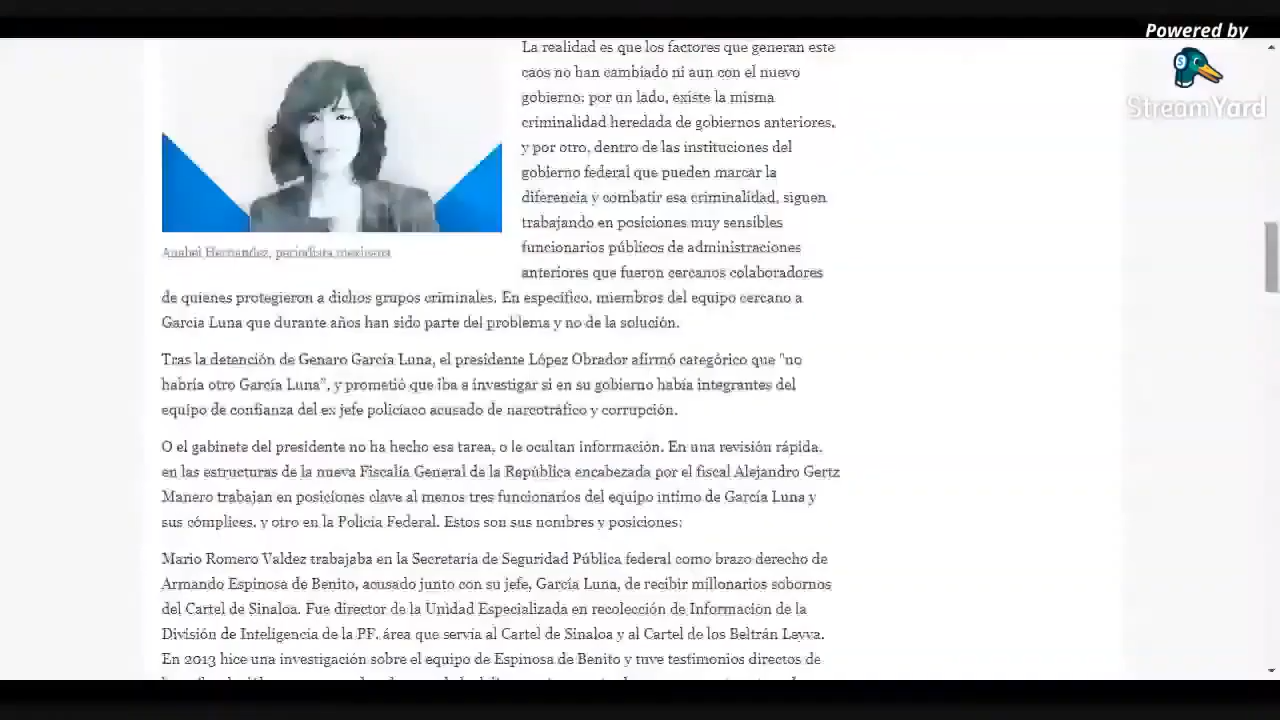 Powered by
StreamYard
La realidad es que los factores que generan este
caos no han cambiado ni aun con el nuevo
gobierno: por un lado, existe la misma
criminalidad heredada de gobiernos anteriores,
y por otro, dentro de las instituciones del
gobierno federal que pueden marcar la
diferencia y combatir esa criminalidad, siguen
trabajando en posiciones muy sensibles
funcionarios públicos de administraciones
anteriores que fueron cercanos colaboradores
Anabel Hernández, periodista mexicana
de quienes protegieron a dichos grupos criminales. En específico, miembros del equipo cercano a
García Luna que durante años han sido parte del problema y no de la solución.
Tras la detención de Genaro García Luna, el presidente López Obrador afirmó categórico que "no
habría otro García Luna", y prometió que iba a investigar si en su gobierno había integrantes del
equipo de confianza del ex jefe policíaco acusado de narcotráfico y corrupción.
O el gabinete del presidente no ha hecho esa tarea, o le ocultan información. En una revisión rápida,
en las estructuras de la nueva Fiscalía General de la República encabezada por el fiscal Alejandro Gertz
Manero trabajan en posiciones clave al menos tres funcionarios del equipo íntimo de García Luna y
sus cómplices, y otro en la Policía Federal. Estos son sus nombres y posiciones:
Mario Romero Valdez trabajaba en la Secretaría de Seguridad Pública federal como brazo derecho de
Armando Espinosa de Benito, acusado junto con su jefe, García Luna, de recibir millonarios sobornos
del Cartel de Sinaloa. Fue director de la Unidad Especializada en recolección de Información de la
División de Inteligencia de la PF, área que servía al Cartel de Sinaloa y al Cartel de los Beltrán Leyva.
En 2013 hice una investigación sobre el equipo de Espinosa de Benito y tuve testimonios directos de